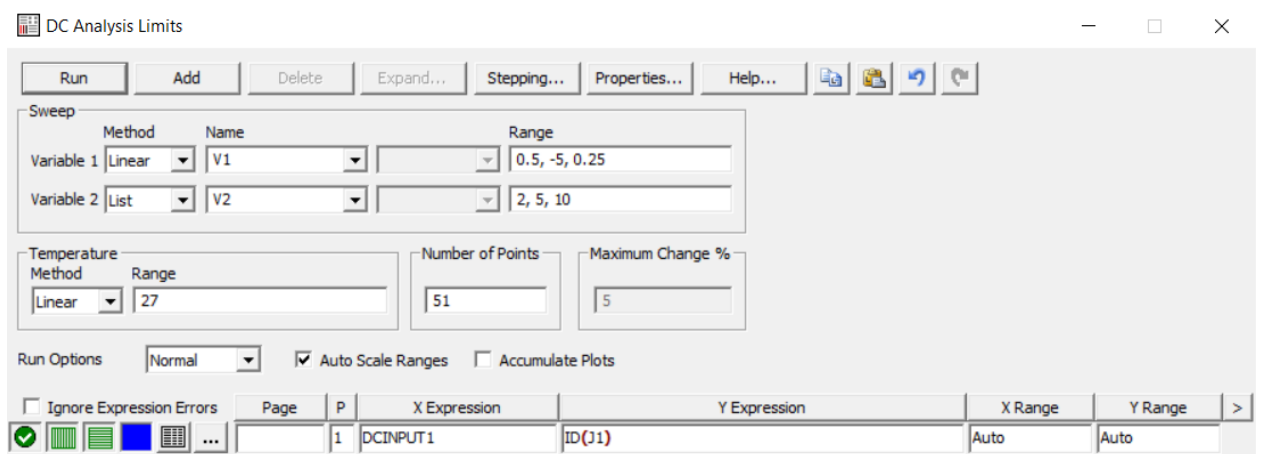 DC Analysis Limits
Run Add Delete Expand... Stepping... Properties... Help...
Sweep
Method Name Range
Variable 1 Linear V1 0.5, -5, 0.25
Variable 2 List V2 2, 5, 10
Temperature Number of Points Maximum Change %
Method Range
Linear 27 51 5
Run Options Normal Auto Scale Ranges Accumulate Plots
Ignore Expression Errors Page P X Expression Y Expression X Range Y Range >
... 1 DCINPUT1 ID(J1) Auto Auto